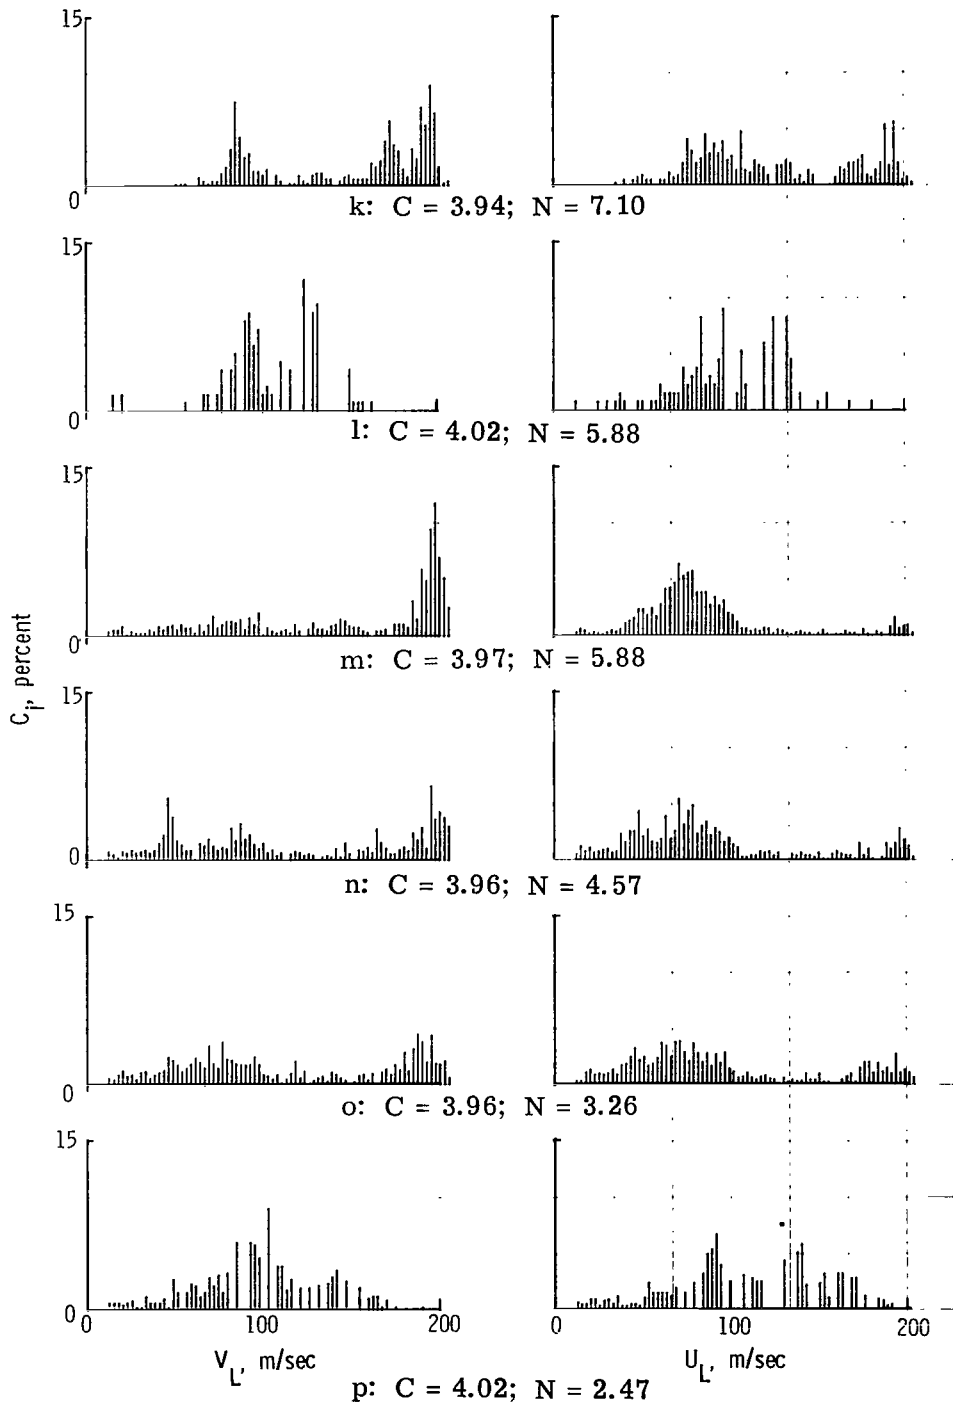 15
0
k: C = 3.94; N = 7.10
15
0
l: C = 4.02; N = 5.88
15
0
m: C = 3.97; N = 5.88
C_i, percent
15
0
n: C = 3.96; N = 4.57
15
0
o: C = 3.96; N = 3.26
15
0
0 100 200 0 100 200
V_L, m/sec U_L, m/sec
p: C = 4.02; N = 2.47